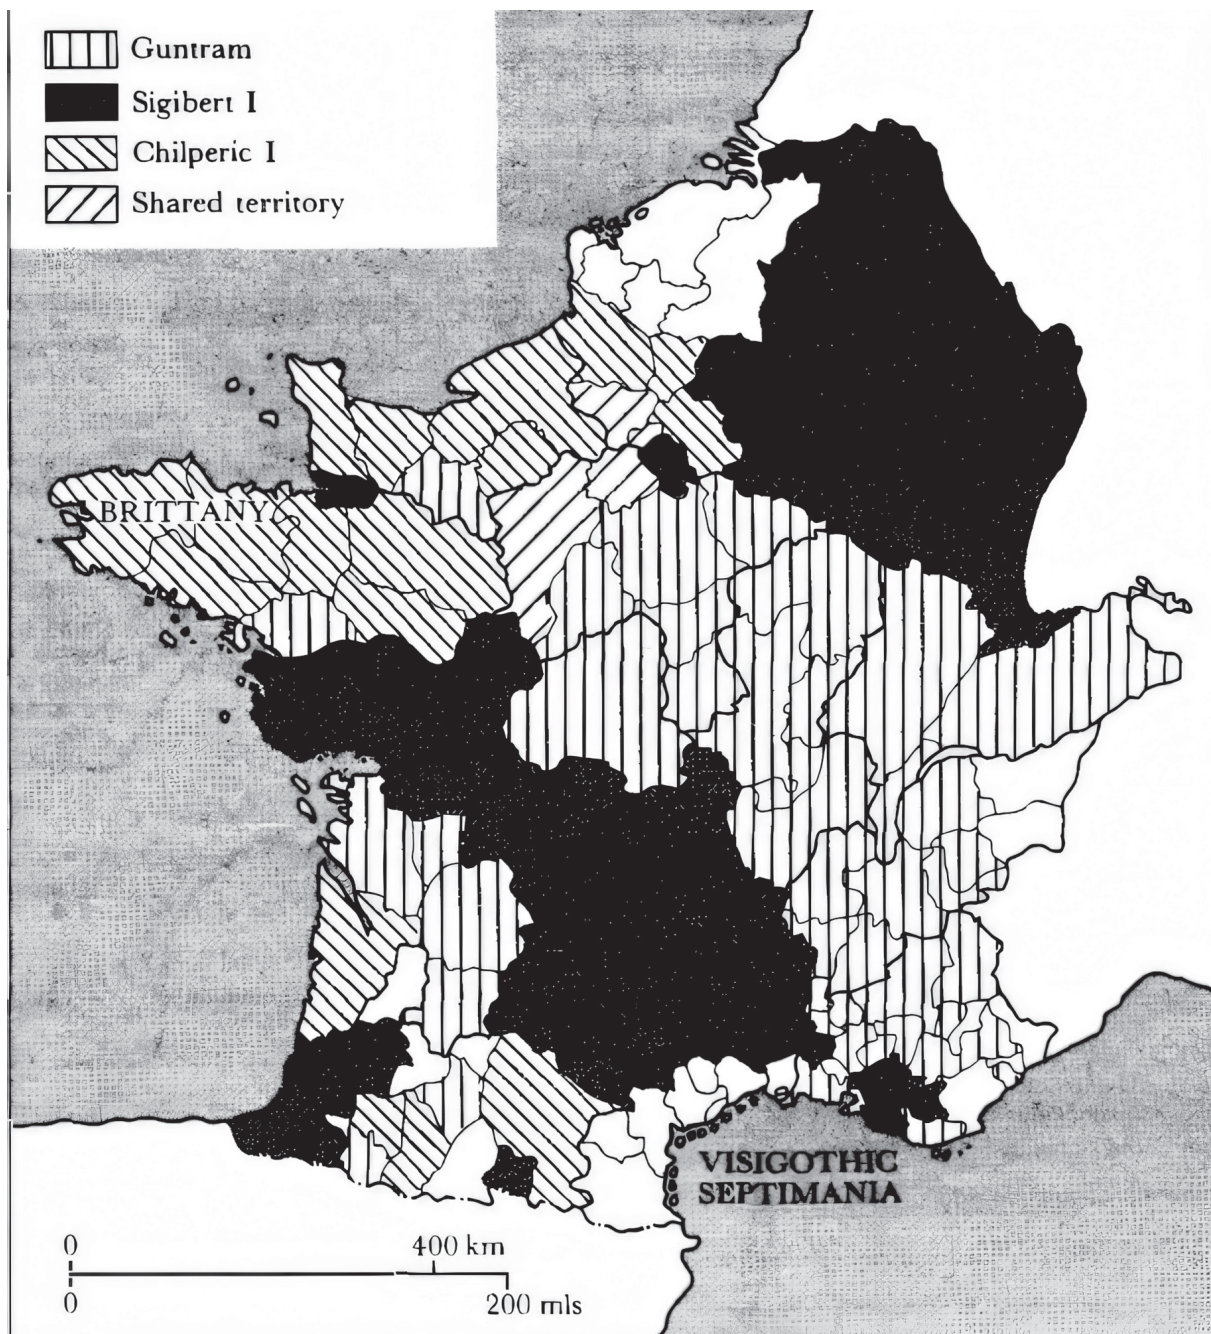 Guntram
Sigibert I
Chilperic I
Shared territory
BRITTANY
VISIGOTHIC
SEPTIMANIA
0 400 km
0 200 mls